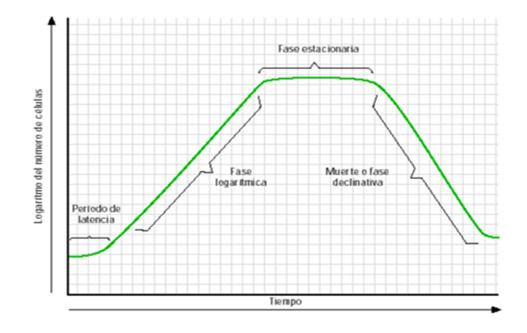 Fase estacionaria
Logaritmo del número de células
Fase
logarítmica
Muerte o fase
declinativa
Período de
latencia
Tiempo